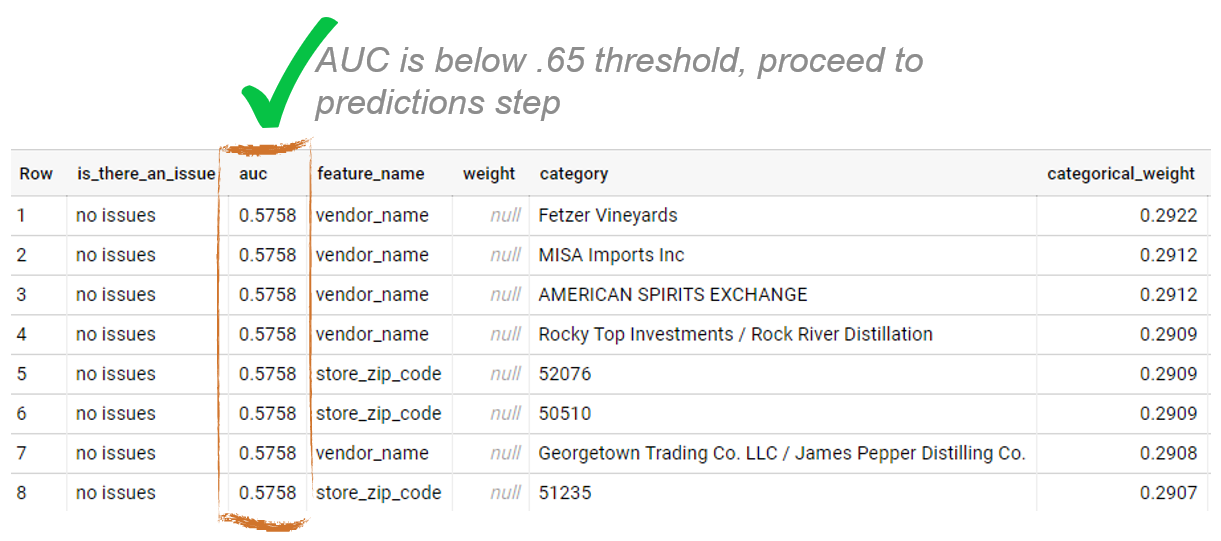 AUC is below .65 threshold, proceed to
predictions step
Row is_there_an_issue auc feature_name weight category categorical_weight
1 no issues 0.5758 vendor_name null Fetzer Vineyards 0.2922
2 no issues 0.5758 vendor_name null MISA Imports Inc 0.2912
3 no issues 0.5758 vendor_name null AMERICAN SPIRITS EXCHANGE 0.2912
4 no issues 0.5758 vendor_name null Rocky Top Investments / Rock River Distillation 0.2909
5 no issues 0.5758 store_zip_code null 52076 0.2909
6 no issues 0.5758 store_zip_code null 50510 0.2909
7 no issues 0.5758 vendor_name null Georgetown Trading Co. LLC / James Pepper Distilling Co. 0.2908
8 no issues 0.5758 store_zip_code null 51235 0.2907